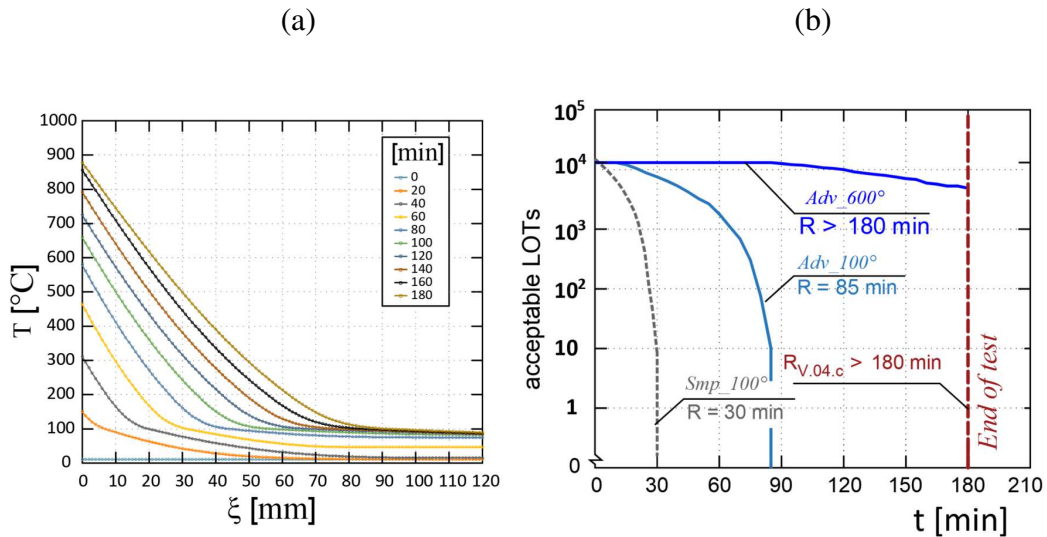 (a)
(b)
1000
900
800
700
600
500
400
300
200
100
0
T [°C]
0 10 20 30 40 50 60 70 80 90 100 110 120
ξ [mm]
[min]
0
20
40
60
80
100
120
140
160
180
10⁵
10⁴
10³
10²
10
1
0
acceptable LOTs
Adv_600°
R > 180 min
Adv_100°
R = 85 min
R_V.04.c > 180 min
Smp_100°
R = 30 min
End of test
0 30 60 90 120 150 180 210
t [min]